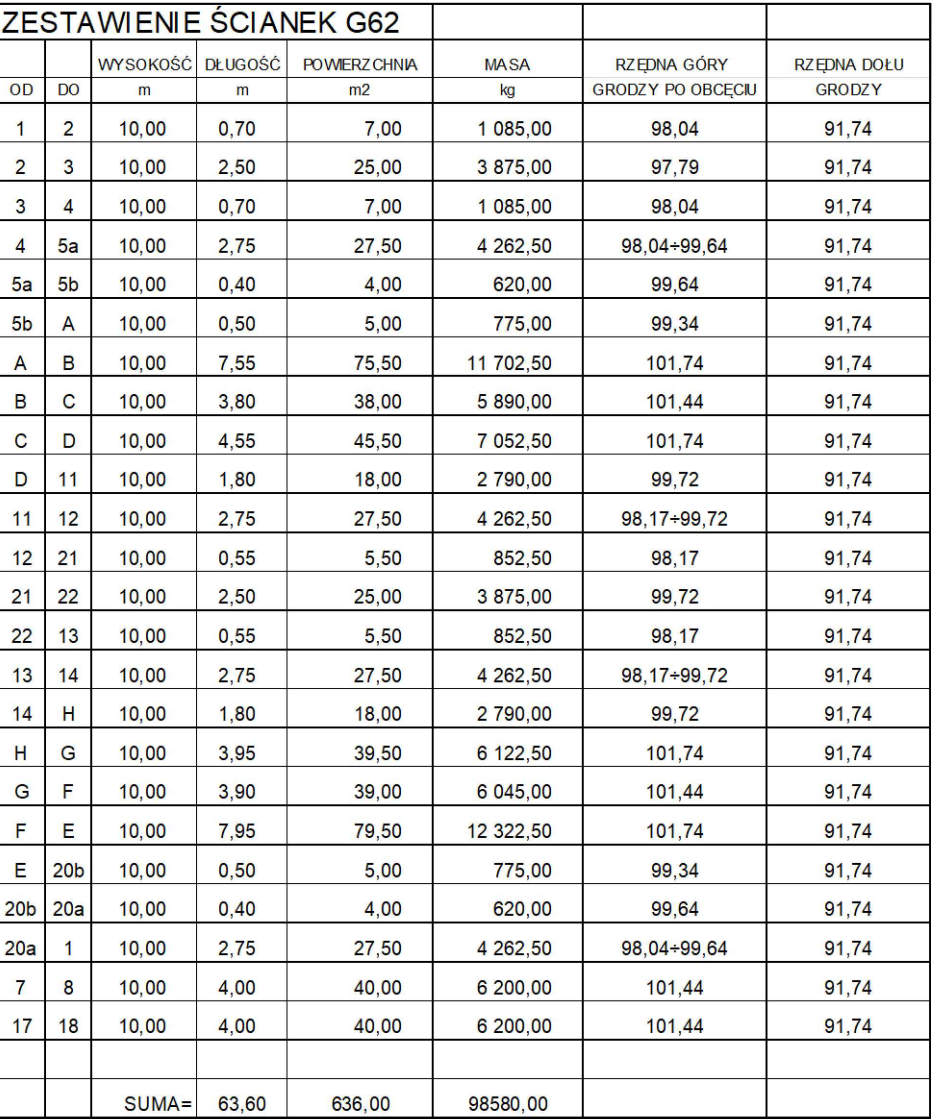 ZESTAWIENIE ŚCIANEK G62
WYSOKOŚĆ DŁUGOŚĆ POWIERZCHNIA MASA RZĘDNA GÓRY RZĘDNA DOŁU
OD DO m m m2 kg GRODZY PO OBCĘCIU GRODZY
1 2 10,00 0,70 7,00 1 085,00 98,04 91,74
2 3 10,00 2,50 25,00 3 875,00 97,79 91,74
3 4 10,00 0,70 7,00 1 085,00 98,04 91,74
4 5a 10,00 2,75 27,50 4 262,50 98,04÷99,64 91,74
5a 5b 10,00 0,40 4,00 620,00 99,64 91,74
5b A 10,00 0,50 5,00 775,00 99,34 91,74
A B 10,00 7,55 75,50 11 702,50 101,74 91,74
B C 10,00 3,80 38,00 5 890,00 101,44 91,74
C D 10,00 4,55 45,50 7 052,50 101,74 91,74
D 11 10,00 1,80 18,00 2 790,00 99,72 91,74
11 12 10,00 2,75 27,50 4 262,50 98,17÷99,72 91,74
12 21 10,00 0,55 5,50 852,50 98,17 91,74
21 22 10,00 2,50 25,00 3 875,00 99,72 91,74
22 13 10,00 0,55 5,50 852,50 98,17 91,74
13 14 10,00 2,75 27,50 4 262,50 98,17÷99,72 91,74
14 H 10,00 1,80 18,00 2 790,00 99,72 91,74
H G 10,00 3,95 39,50 6 122,50 101,74 91,74
G F 10,00 3,90 39,00 6 045,00 101,44 91,74
F E 10,00 7,95 79,50 12 322,50 101,74 91,74
E 20b 10,00 0,50 5,00 775,00 99,34 91,74
20b 20a 10,00 0,40 4,00 620,00 99,64 91,74
20a 1 10,00 2,75 27,50 4 262,50 98,04÷99,64 91,74
7 8 10,00 4,00 40,00 6 200,00 101,44 91,74
17 18 10,00 4,00 40,00 6 200,00 101,44 91,74
SUMA= 63,60 636,00 98580,00